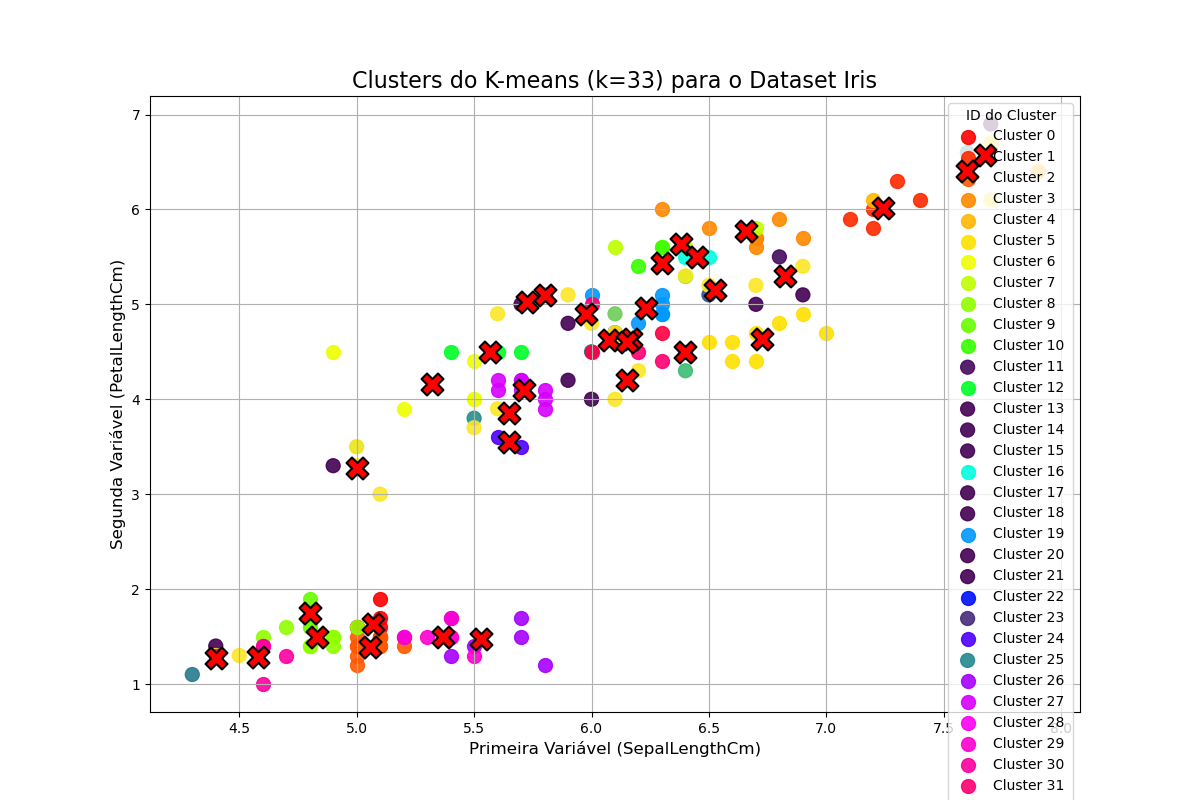 Clusters do K-means (k=33) para o Dataset Iris
Segunda Variável (PetalLengthCm)
7
6
5
4
3
2
1
4.5
5.0
5.5
6.0
6.5
7.0
7.5
8.0
Primeira Variável (SepalLengthCm)
ID do Cluster
Cluster 0
Cluster 1
Cluster 2
Cluster 3
Cluster 4
Cluster 5
Cluster 6
Cluster 7
Cluster 8
Cluster 9
Cluster 10
Cluster 11
Cluster 12
Cluster 13
Cluster 14
Cluster 15
Cluster 16
Cluster 17
Cluster 18
Cluster 19
Cluster 20
Cluster 21
Cluster 22
Cluster 23
Cluster 24
Cluster 25
Cluster 26
Cluster 27
Cluster 28
Cluster 29
Cluster 30
Cluster 31